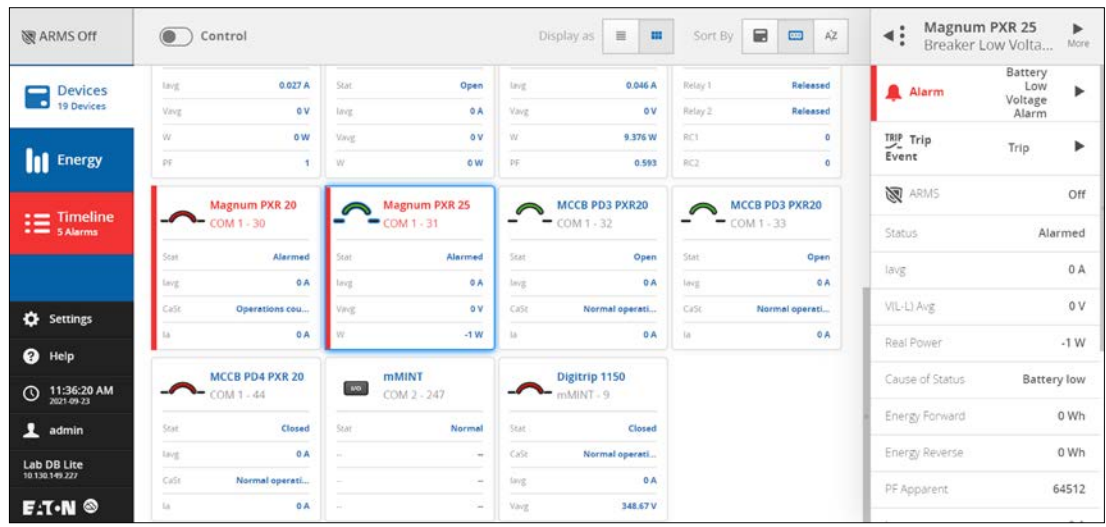 ARMS Off
Control
Display as
Sort By
AZ
Magnum PXR 25
Breaker Low Volta...
More
Devices
19 Devices
Energy
Timeline
5 Alarms
Settings
Help
11:36:20 AM
2021-09-23
admin
Lab DB Lite
10.130.149.227
E:T•N
Iavg 0.027 A
Vavg 0 V
W 0 W
PF 1
Stat Open
Iavg 0 A
Vavg 0 V
W 0 W
Iavg 0.046 A
Vavg 0 V
W 9.376 W
PF 0.593
Relay 1 Released
Relay 2 Released
RC1 0
RC2 0
Magnum PXR 20
COM 1 - 30
Stat Alarmed
Iavg 0 A
CaSt Operations cou...
Ia 0 A
Magnum PXR 25
COM 1 - 31
Stat Alarmed
Iavg 0 A
Vavg 0 V
W -1 W
MCCB PD3 PXR20
COM 1 - 32
Stat Open
Iavg 0 A
CaSt Normal operati...
Ia 0 A
MCCB PD3 PXR20
COM 1 - 33
Stat Open
Iavg 0 A
CaSt Normal operati...
Ia 0 A
MCCB PD4 PXR 20
COM 1 - 44
Stat Closed
Iavg 0 A
CaSt Normal operati...
Ia 0 A
I/O
mMINT
COM 2 - 247
Stat Normal
-- --
-- --
-- --
Digitrip 1150
mMINT - 9
Stat Closed
CaSt Normal operati...
Iavg 0 A
Vavg 348.67 V
Alarm
Battery
Low
Voltage
Alarm
TRIP Trip
Event
Trip
ARMS Off
Status Alarmed
Iavg 0 A
V(L-L) Avg 0 V
Real Power -1 W
Cause of Status Battery low
Energy Forward 0 Wh
Energy Reverse 0 Wh
PF Apparent 64512